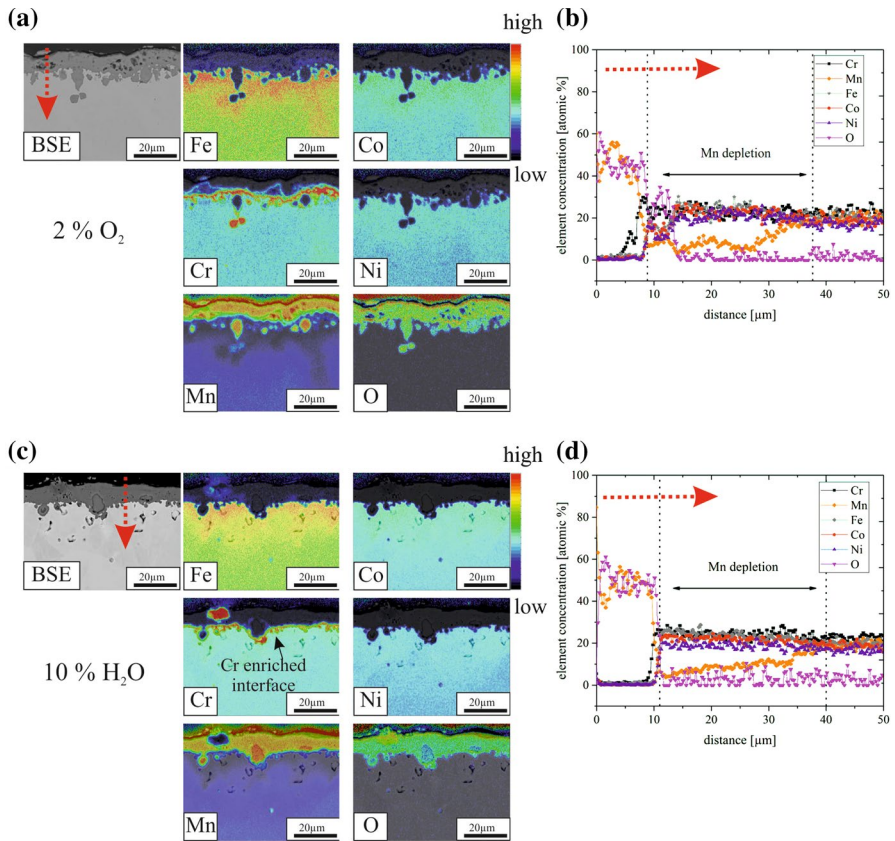 (a)
high
BSE
20µm
Fe
20µm
Co
20µm
low
2 % O₂
Cr
20µm
Ni
20µm
Mn
20µm
O
20µm
(b)
element concentration [atomic %]
100
80
60
40
20
0
Cr
Mn
Fe
Co
Ni
O
Mn depletion
0 10 20 30 40 50
distance [µm]
(c)
high
BSE
20µm
Fe
20µm
Co
20µm
low
10 % H₂O
Cr enriched
interface
Cr
20µm
Ni
20µm
Mn
20µm
O
20µm
(d)
element concentration [atomic %]
100
80
60
40
20
0
Cr
Mn
Fe
Co
Ni
O
Mn depletion
0 10 20 30 40 50
distance [µm]